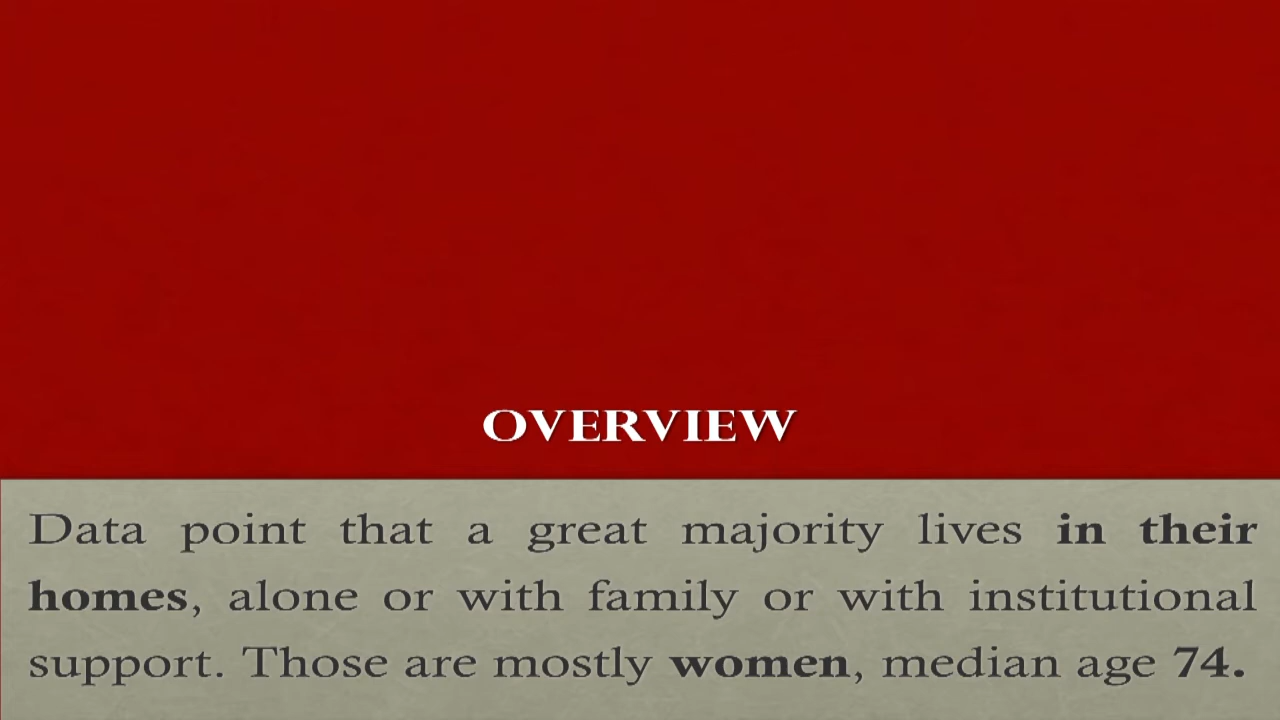 OVERVIEW
Data point that a great majority lives in their
homes, alone or with family or with institutional
support. Those are mostly women, median age 74.